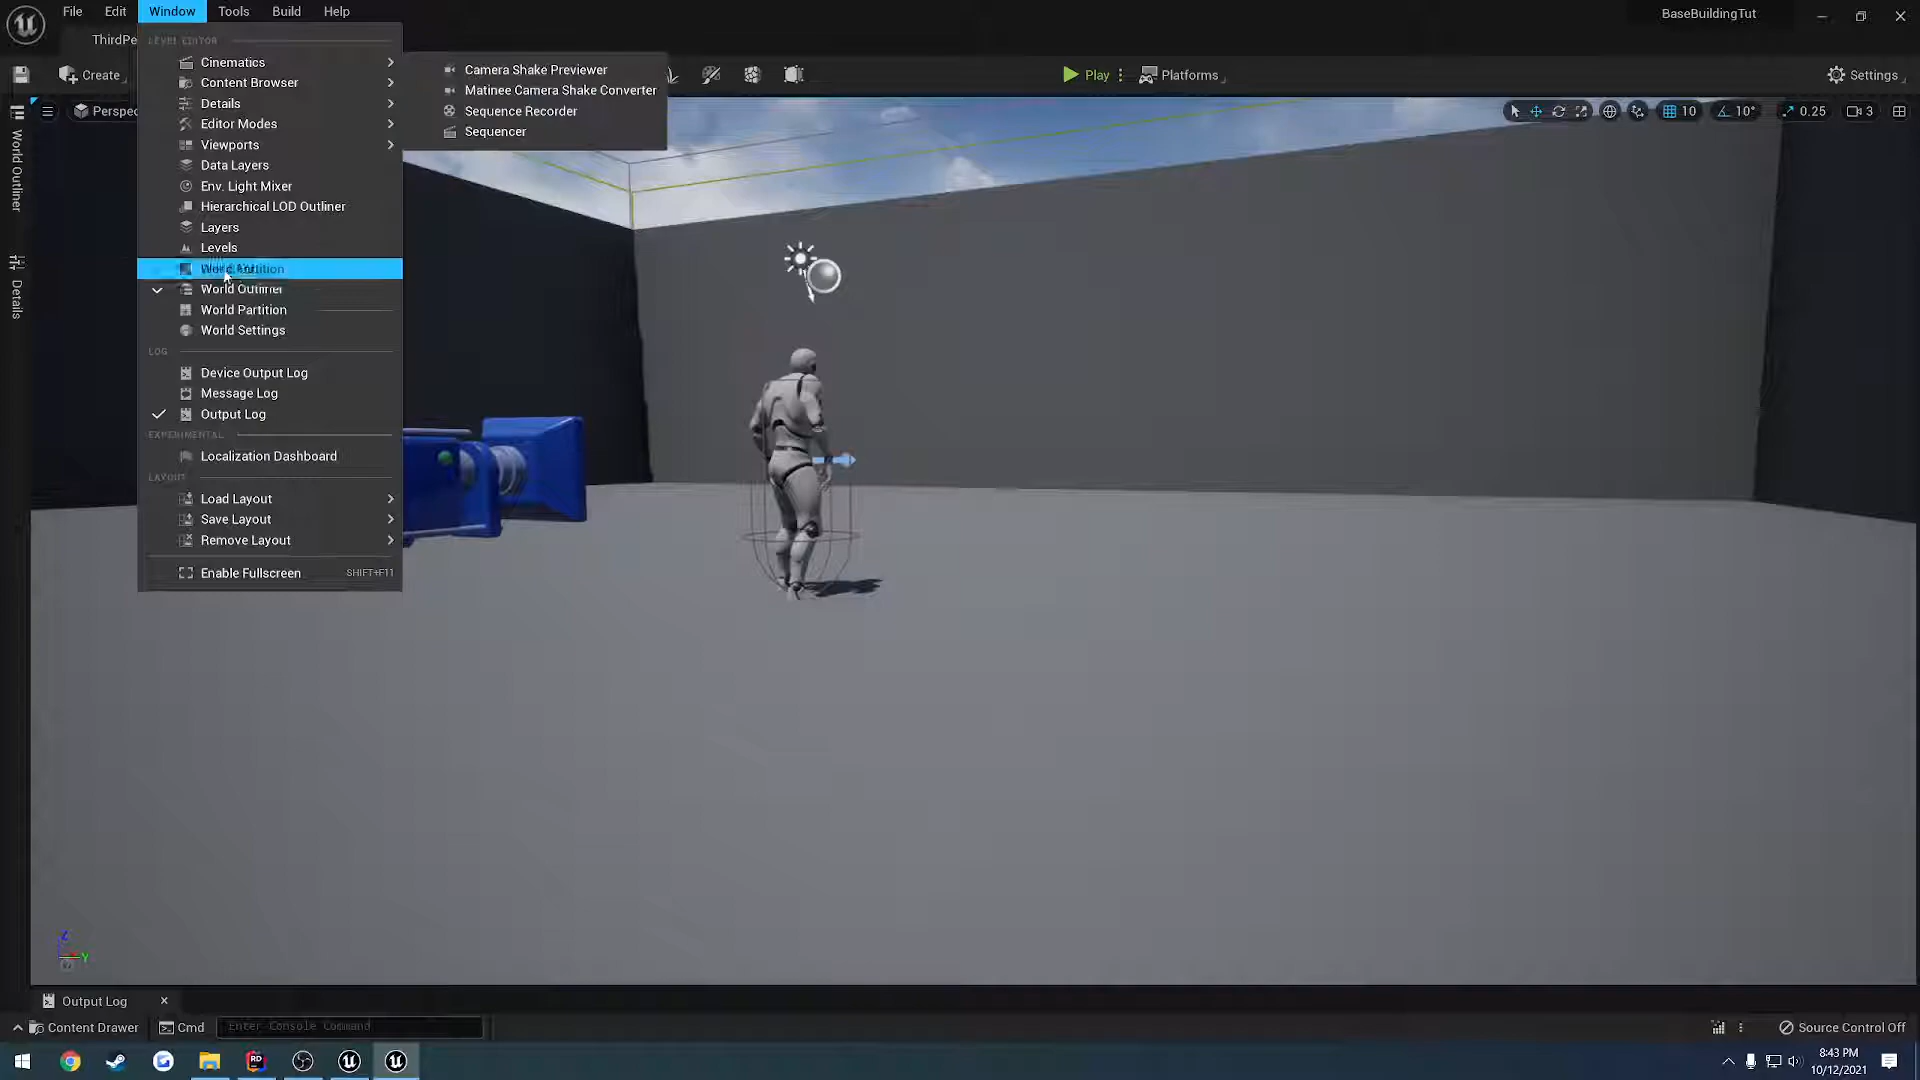 File Edit Window Tools Build Help
BaseBuildingTut
ThirdPe
LEVEL EDITOR
Create
Cinematics
Content Browser
Details
Editor Modes
Viewports
Data Layers
Env. Light Mixer
Hierarchical LOD Outliner
Layers
Levels
World Outliner
World Partition
World Settings
LOG
Device Output Log
Message Log
Output Log
EXPERIMENTAL
Localization Dashboard
LAYOUT
Load Layout
Save Layout
Remove Layout
Enable Fullscreen SHIFT+F11
Camera Shake Previewer
Matinee Camera Shake Converter
Sequence Recorder
Sequencer
Play
Platforms
Settings
Perspec
10
10°
0.25
3
World Outliner
Details
Z
Y
Output Log
Content Drawer
Cmd
Enter Console Command
Source Control Off
RD
8:43 PM
10/12/2021